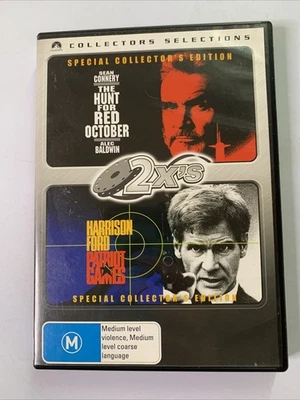 COLLECTORS SELECTIONS
SPECIAL COLLECTOR'S EDITION
SEAN
CONNERY
THE HUNT
FOR
RED
OCTOBER
ALEC
BALDWIN
2X'S
HARRISON
FORD
PATRIOT
GAMES
SPECIAL COLLECTOR'S EDITION
M
Medium level
violence, Medium
level coarse
language